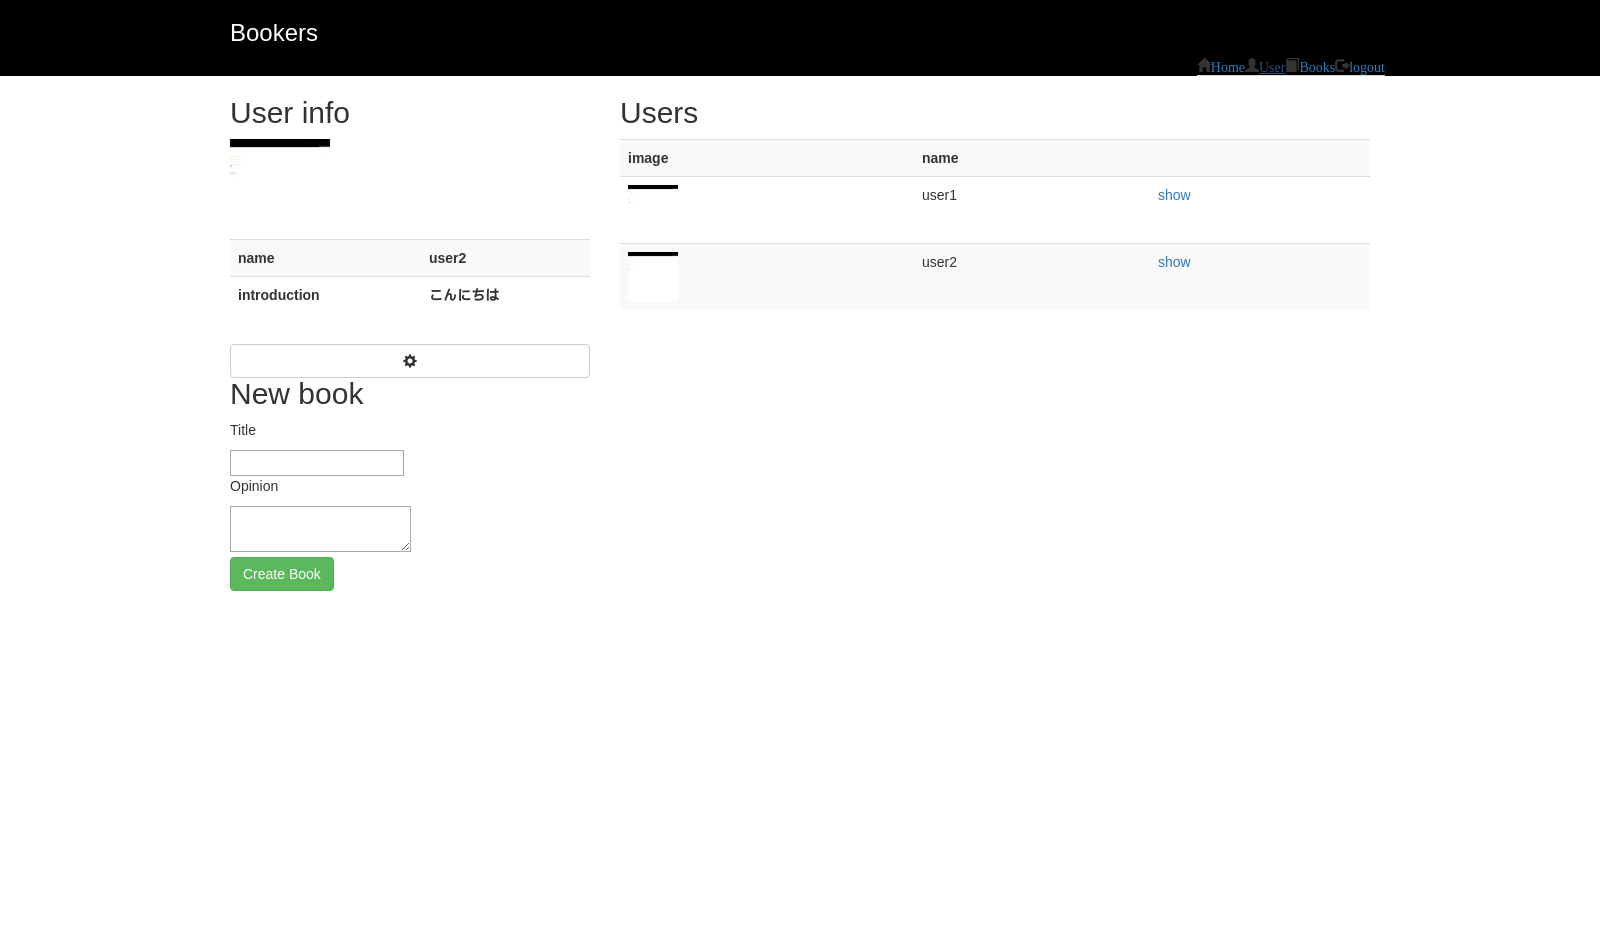 Bookers
Home User Books logout
User info
name user2
introduction こんにちは
New book
Title
Opinion
Create Book
Users
image name
user1 show
user2 show